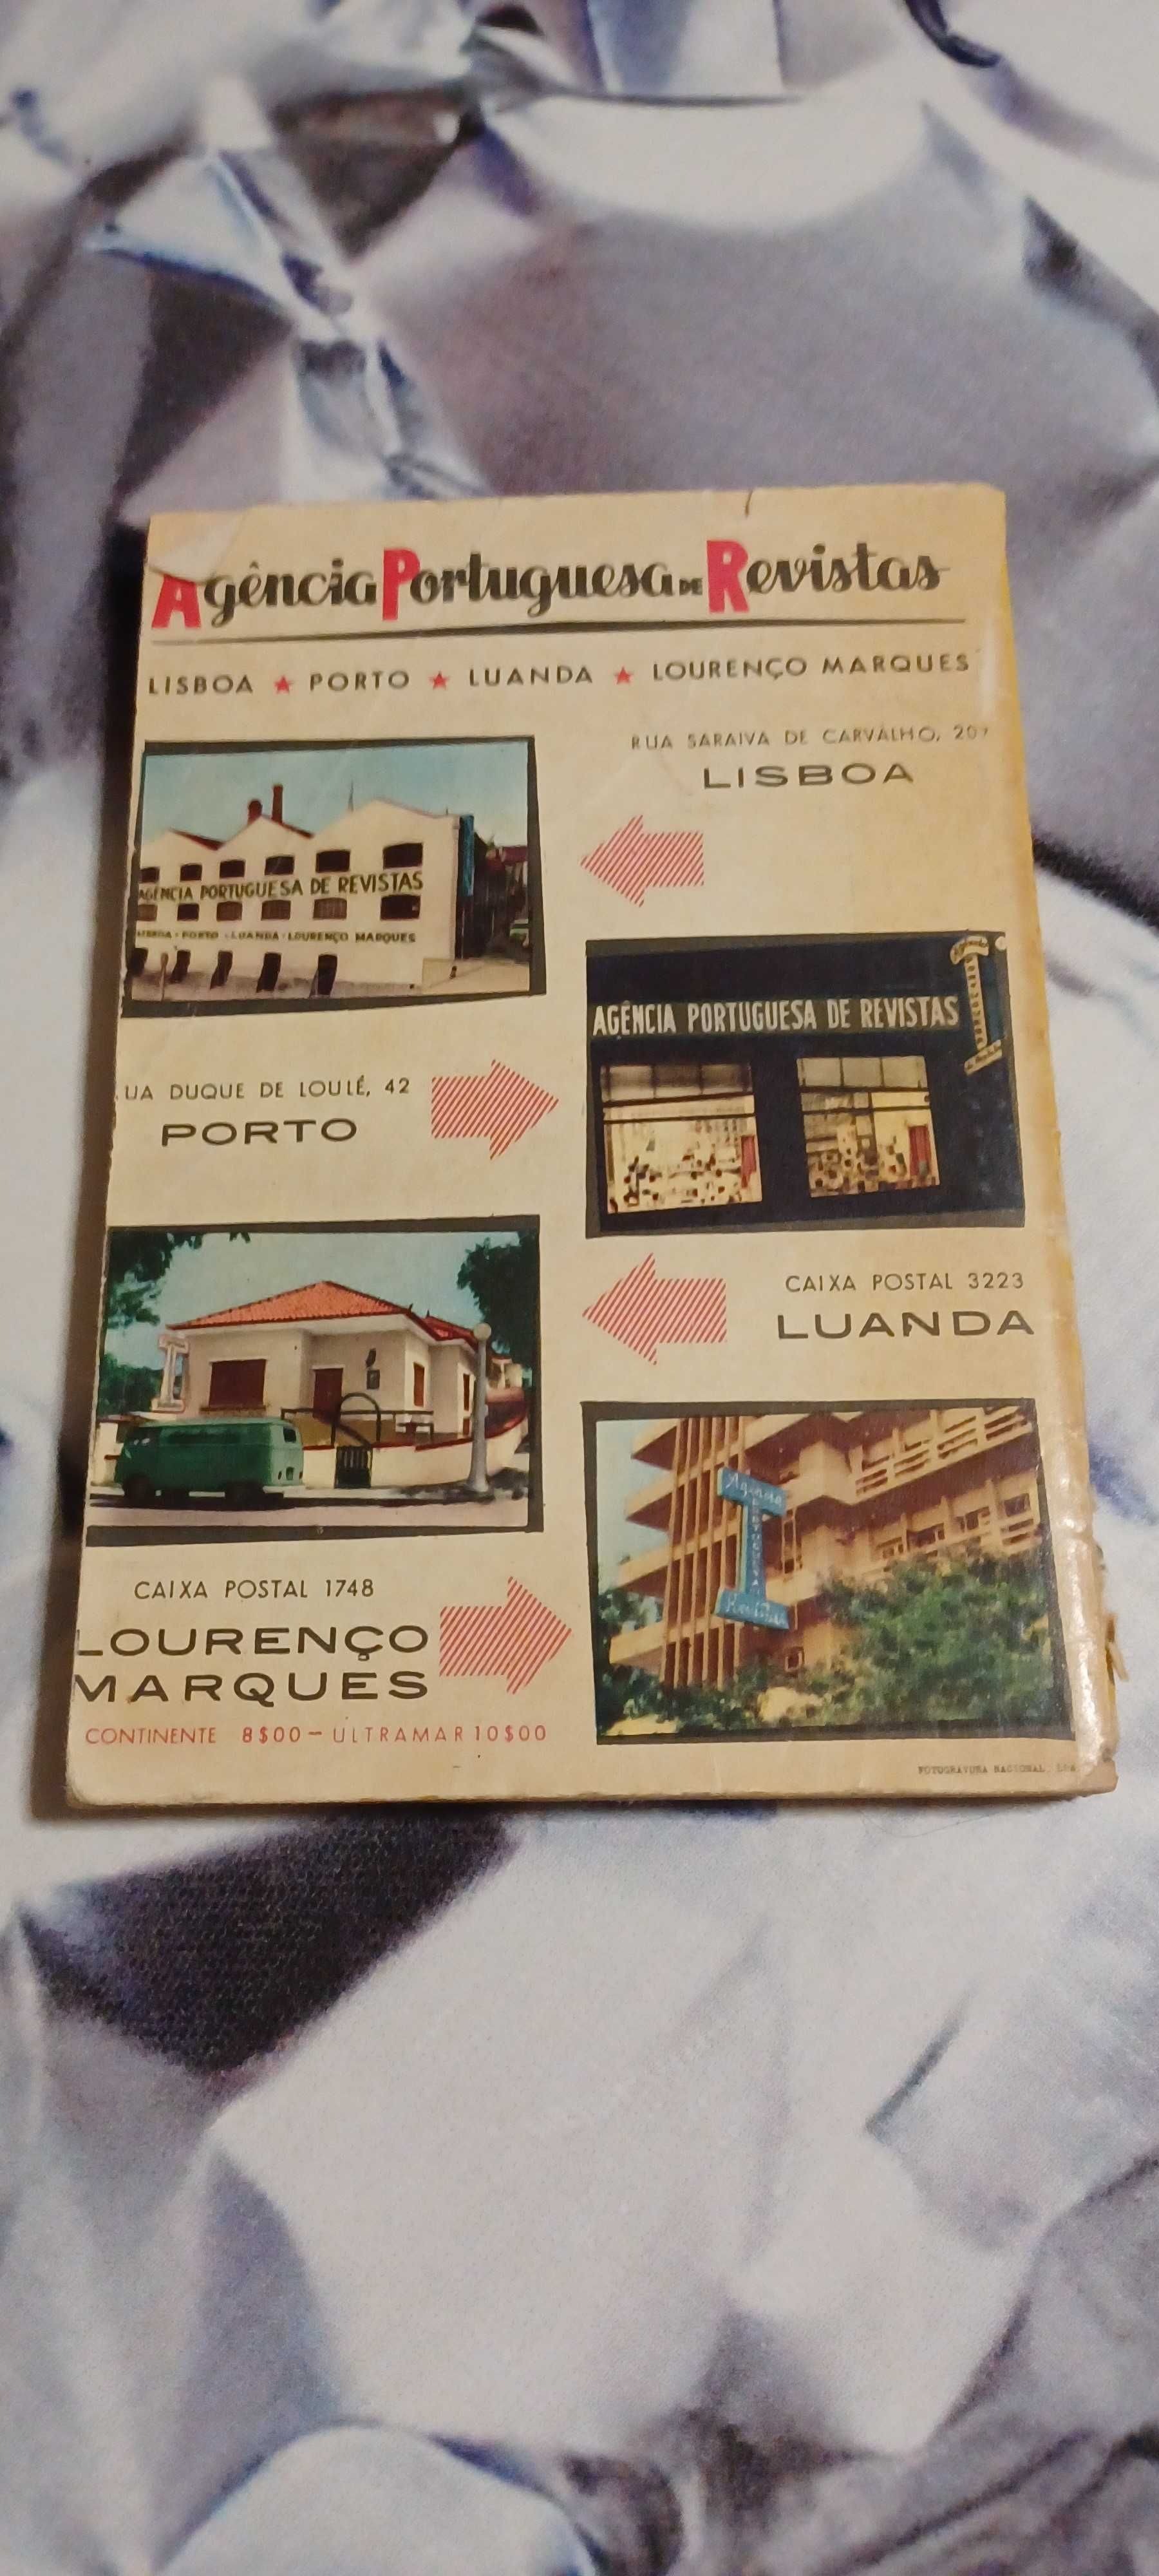 Agência Portuguesa DE Revistas
LISBOA ★ PORTO ★ LUANDA ★ LOURENÇO MARQUES
RUA SARAIVA DE CARVALHO, 207
LISBOA
AGÊNCIA PORTUGUESA DE REVISTAS
LISBOA - PORTO - LUANDA - LOURENÇO MARQUES
AGÊNCIA PORTUGUESA DE REVISTAS
UA DUQUE DE LOULÉ, 42
PORTO
CAIXA POSTAL 3223
LUANDA
Agência
PORTUGUESA
Revistas
CAIXA POSTAL 1748
LOURENÇO
MARQUES
CONTINENTE 8$00 — ULTRAMAR 10$00
FOTOGRAVURA NACIONAL, LDA